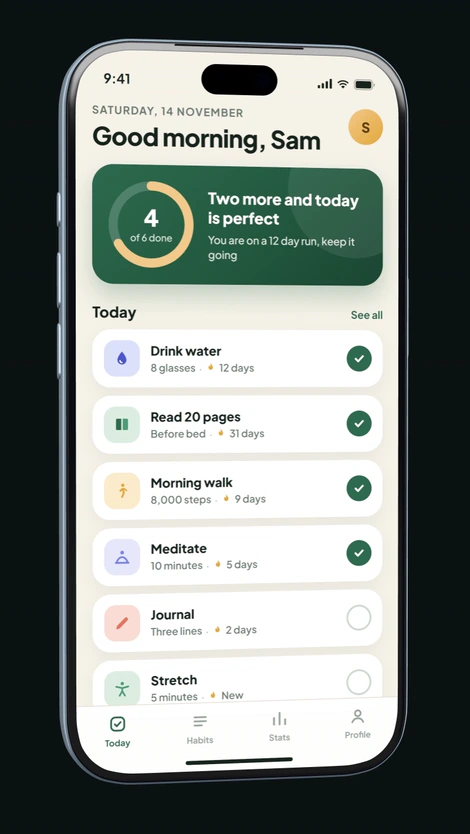 9:41
SATURDAY, 14 NOVEMBER
Good morning, Sam
S
4
of 6 done
Two more and today
is perfect
You are on a 12 day run, keep it
going
Today
See all
Drink water
8 glasses · 12 days
Read 20 pages
Before bed · 31 days
Morning walk
8,000 steps · 9 days
Meditate
10 minutes · 5 days
Journal
Three lines · 2 days
Stretch
5 minutes · New
Today
Habits
Stats
Profile